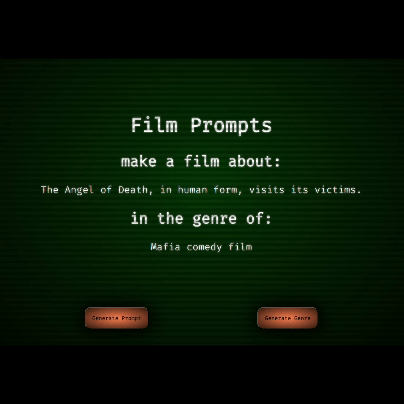 Film Prompts
make a film about:
The Angel of Death, in human form, visits its victims.
in the genre of:
Mafia comedy film
Generate Prompt
Generate Genre